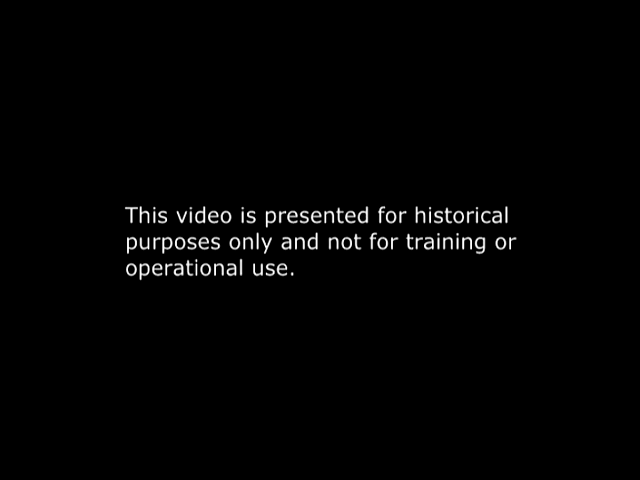 This video is presented for historical
purposes only and not for training or
operational use.